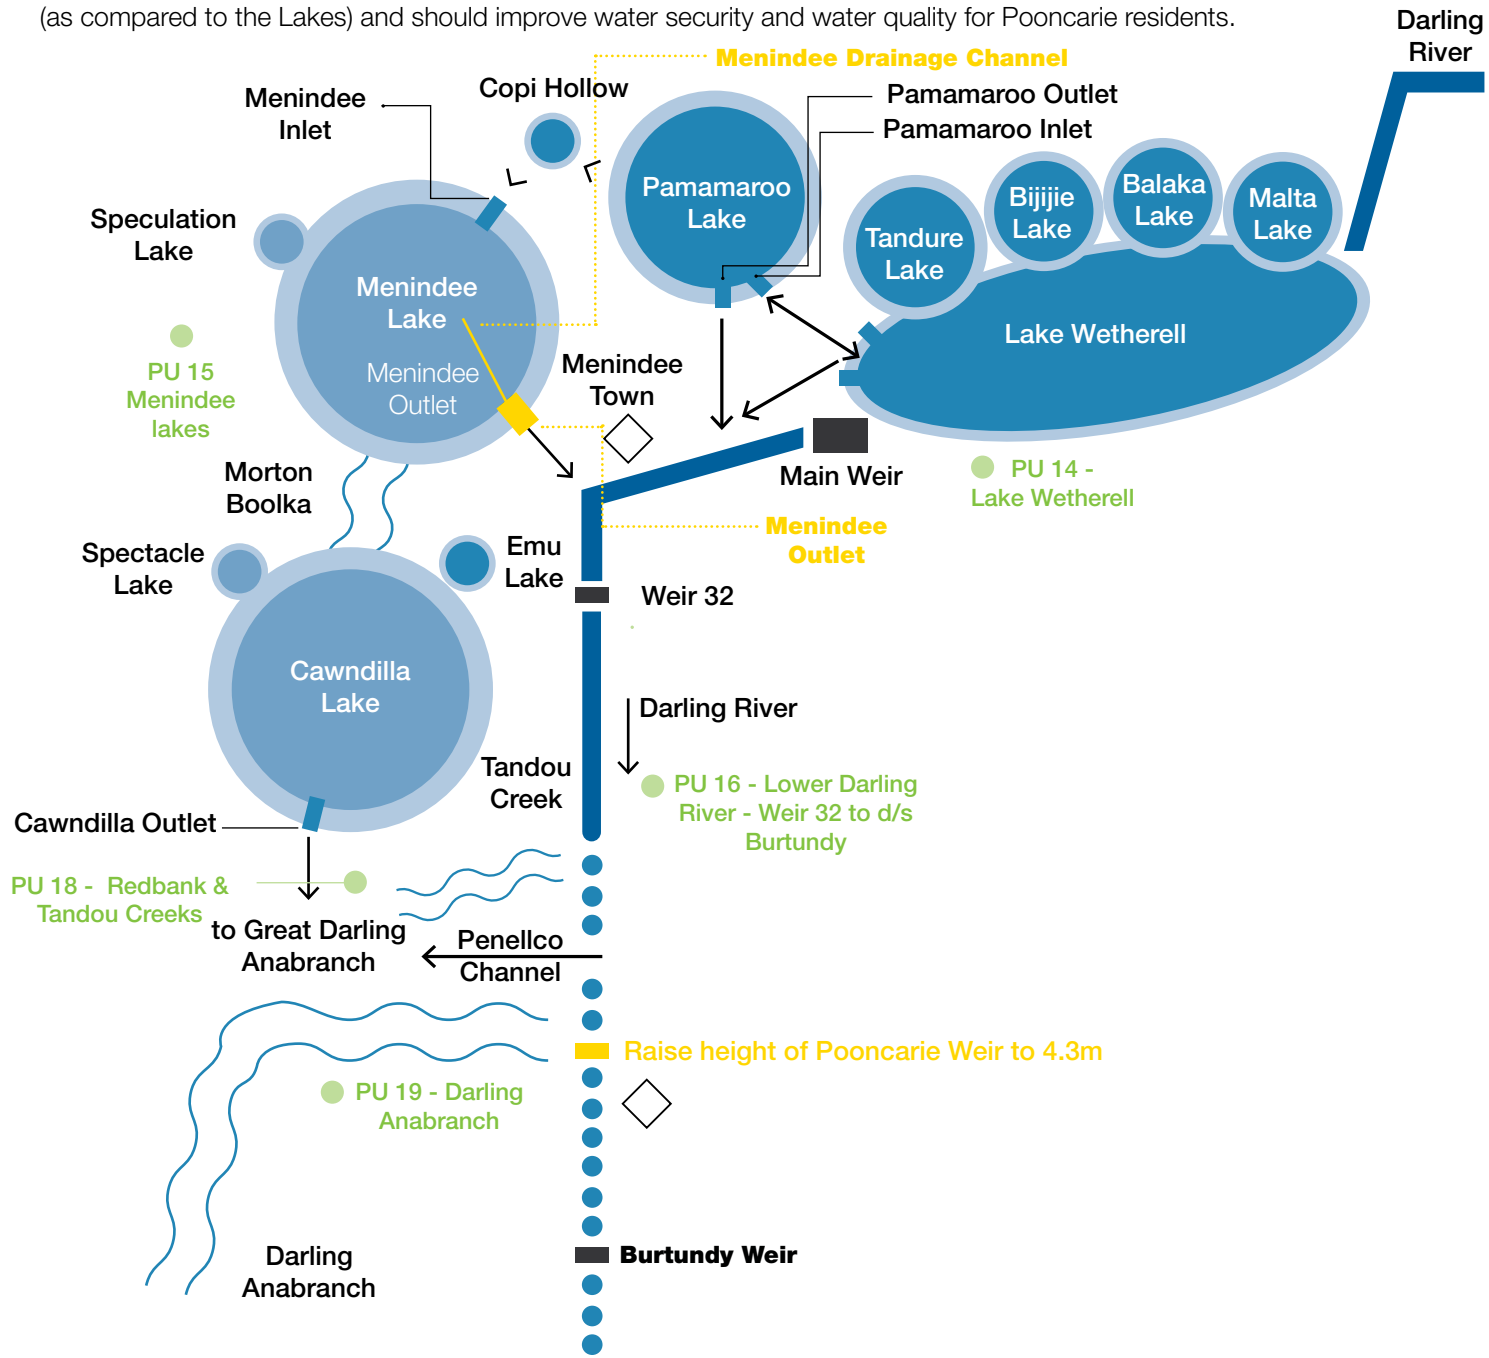 (as compared to the Lakes) and should improve water security and water quality for Pooncarie residents.
Darling
River
Menindee Drainage Channel
Copi Hollow
Menindee
Inlet
Pamamaroo Outlet
Pamamaroo Inlet
Pamamaroo
Lake
Bijijie
Lake
Balaka
Lake
Malta
Lake
Tandure
Lake
Speculation
Lake
Menindee
Lake
Lake Wetherell
Menindee
Outlet
Menindee
Town
PU 15
Menindee
lakes
Main Weir
PU 14 -
Lake Wetherell
Morton
Boolka
Menindee
Outlet
Spectacle
Lake
Emu
Lake
Weir 32
Cawndilla
Lake
Darling River
Tandou
Creek
PU 16 - Lower Darling
River - Weir 32 to d/s
Burtundy
Cawndilla Outlet
PU 18 - Redbank &
Tandou Creeks
to Great Darling
Anabranch
Penellco
Channel
Raise height of Pooncarie Weir to 4.3m
PU 19 - Darling
Anabranch
Burtundy Weir
Darling
Anabranch